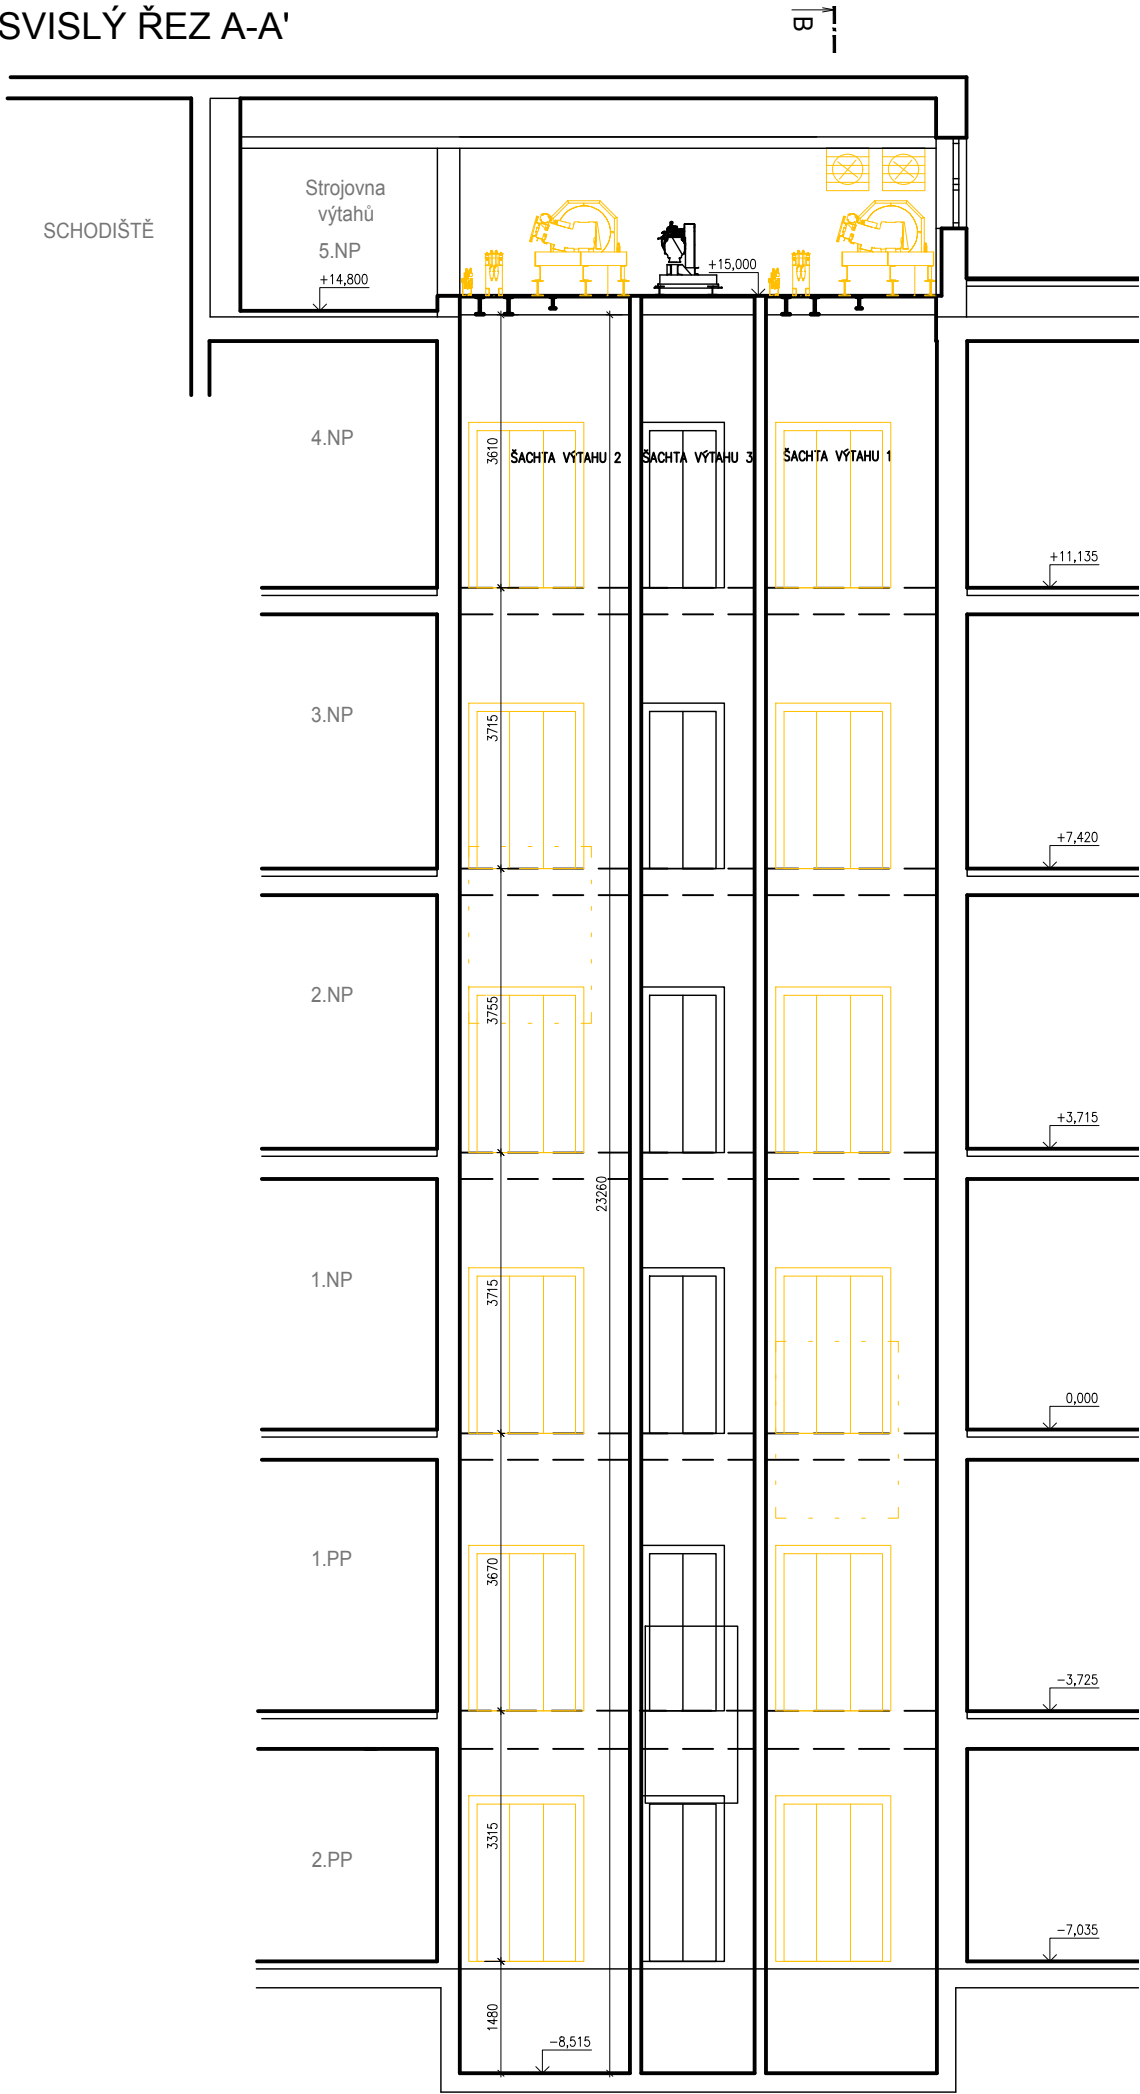 SVISLÝ ŘEZ A-A'
B
SCHODIŠTĚ
Strojovna
výtahů
5.NP
+14,800
+15,000
4.NP
3610
ŠACHTA VÝTAHU 2
ŠACHTA VÝTAHU 3
ŠACHTA VÝTAHU 1
+11,135
3.NP
3715
+7,420
2.NP
3755
+3,715
23260
1.NP
3715
0,000
1.PP
3670
-3,725
2.PP
3315
-7,035
1480
-8,515